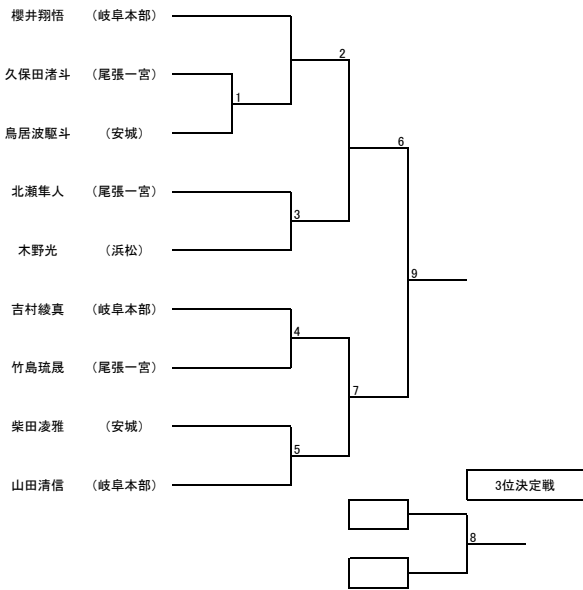 櫻井翔悟 （岐阜本部）
2
久保田渚斗 （尾張一宮）
1
鳥居波駆斗 （安城）
6
北瀬隼人 （尾張一宮）
3
木野光 （浜松）
9
吉村綾真 （岐阜本部）
4
竹島琉晟 （尾張一宮）
7
柴田凌雅 （安城）
5
山田清信 （岐阜本部）
3位決定戦
8